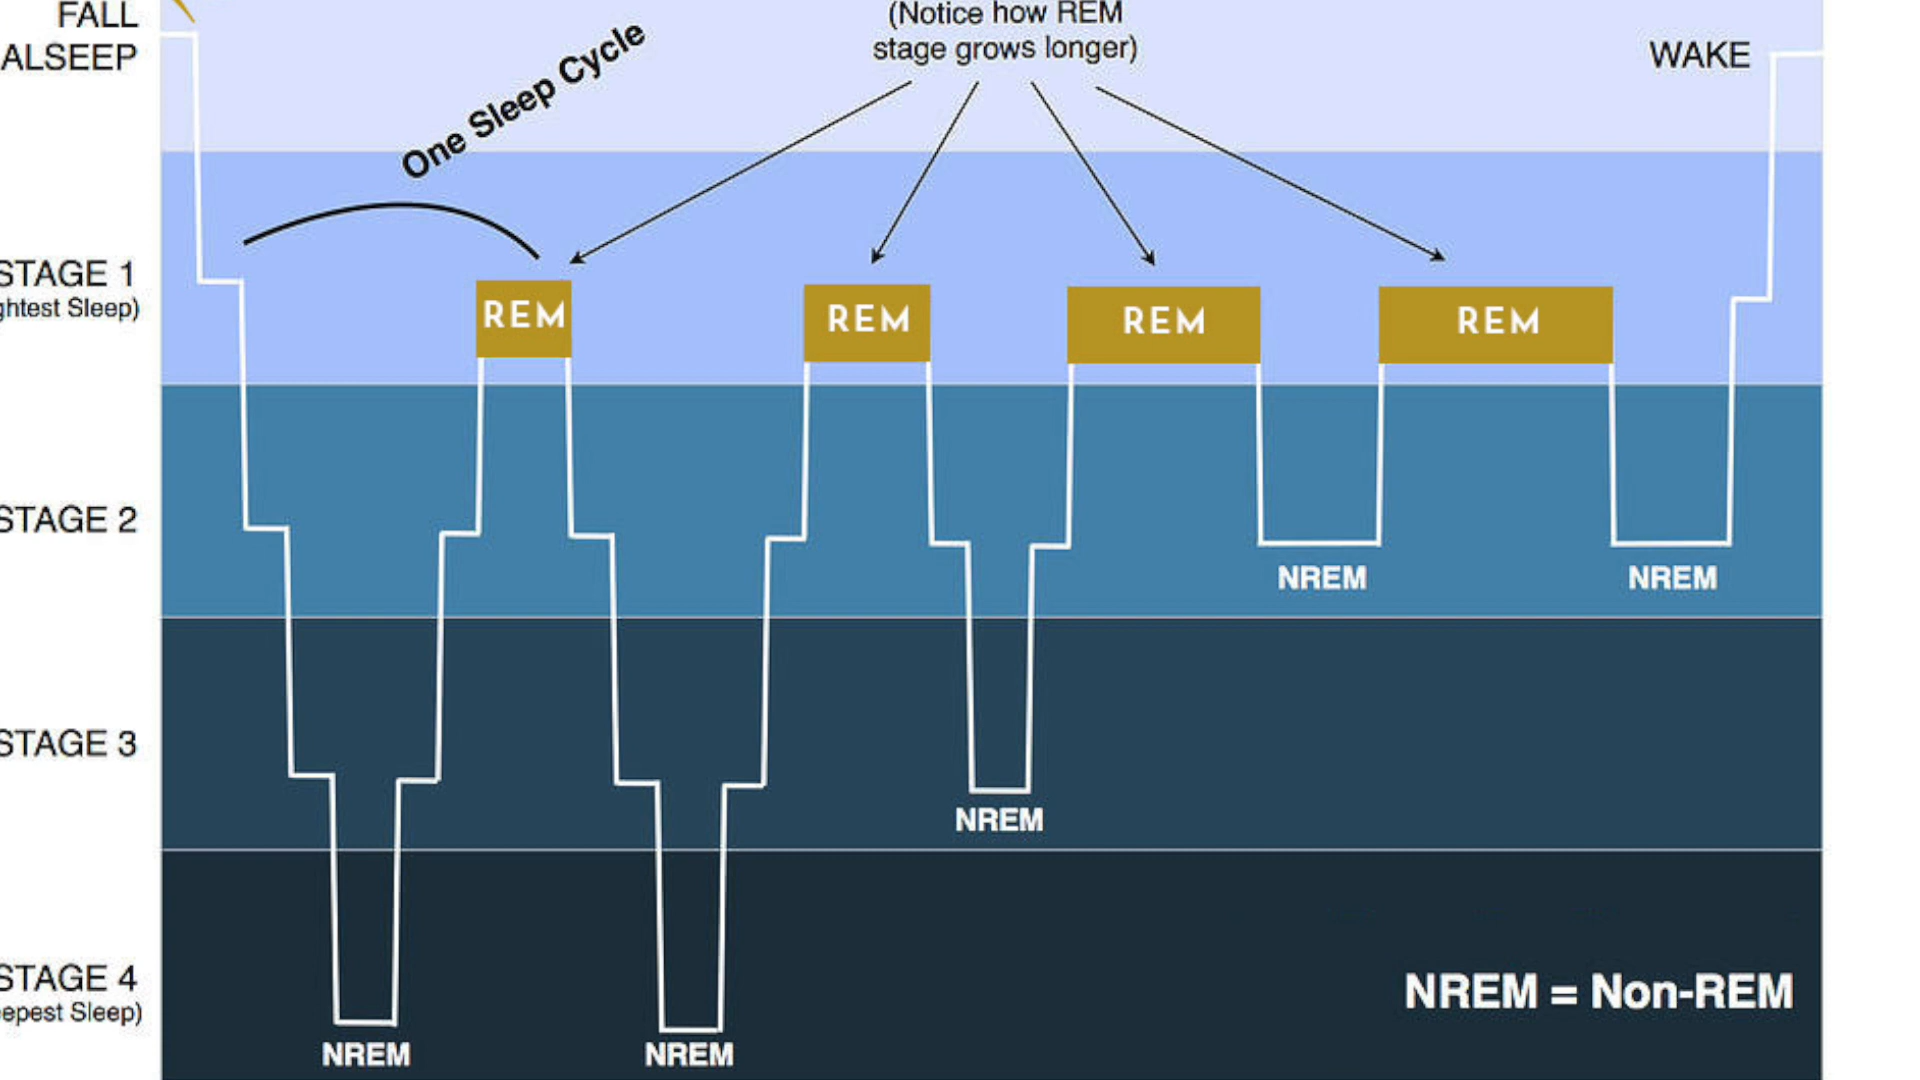 FALL
ALSEEP
One Sleep Cycle
(Notice how REM
stage grows longer)
WAKE
STAGE 1
ghtest Sleep)
REM
REM
REM
REM
STAGE 2
NREM
NREM
STAGE 3
NREM
STAGE 4
epest Sleep)
NREM = Non-REM
NREM
NREM